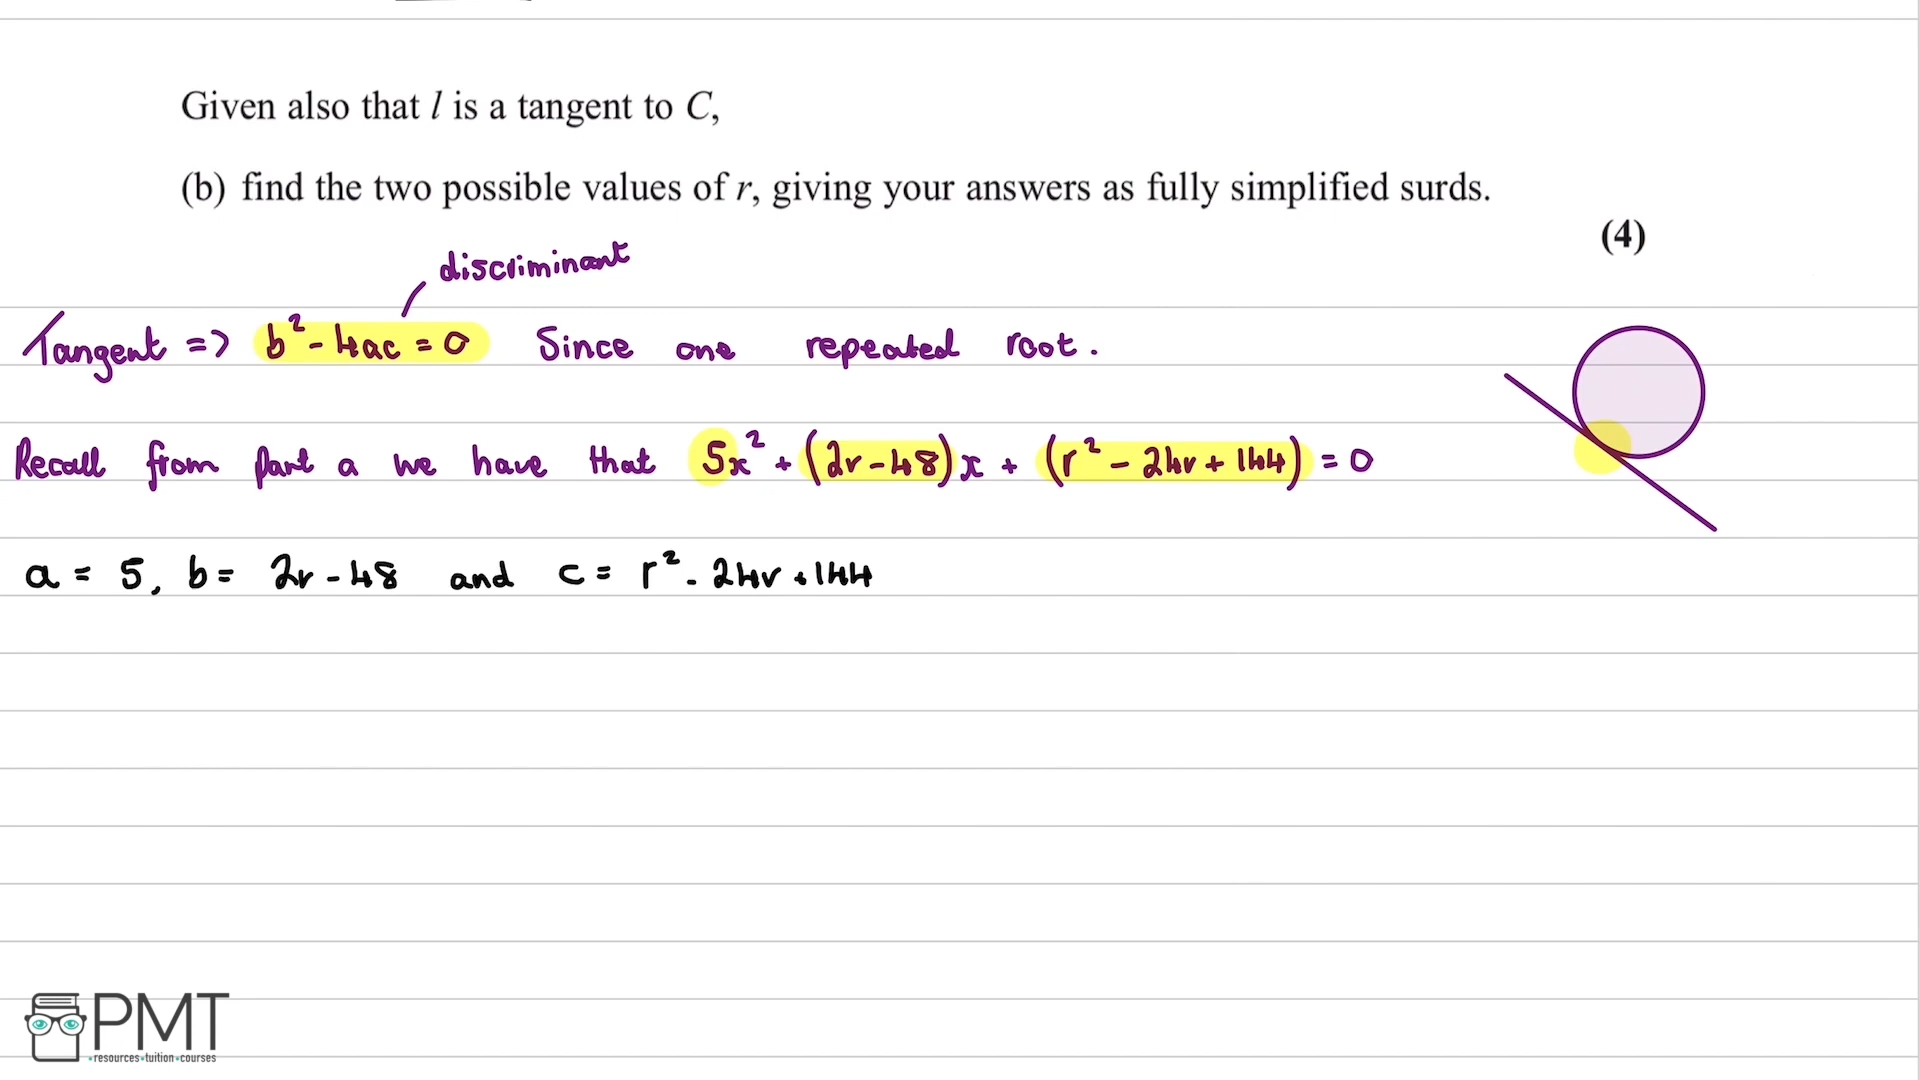 Given also that l is a tangent to C,
(b) find the two possible values of r, giving your answers as fully simplified surds.
(4)
discriminant
Tangent => b² - 4ac = 0 Since one repeated root.
Recall from part a we have that 5x² + (2r - 48)x + (r² - 24r + 144) = 0
a = 5, b = 2r - 48 and c = r² - 24r + 144
PMT
resources•tuition•courses